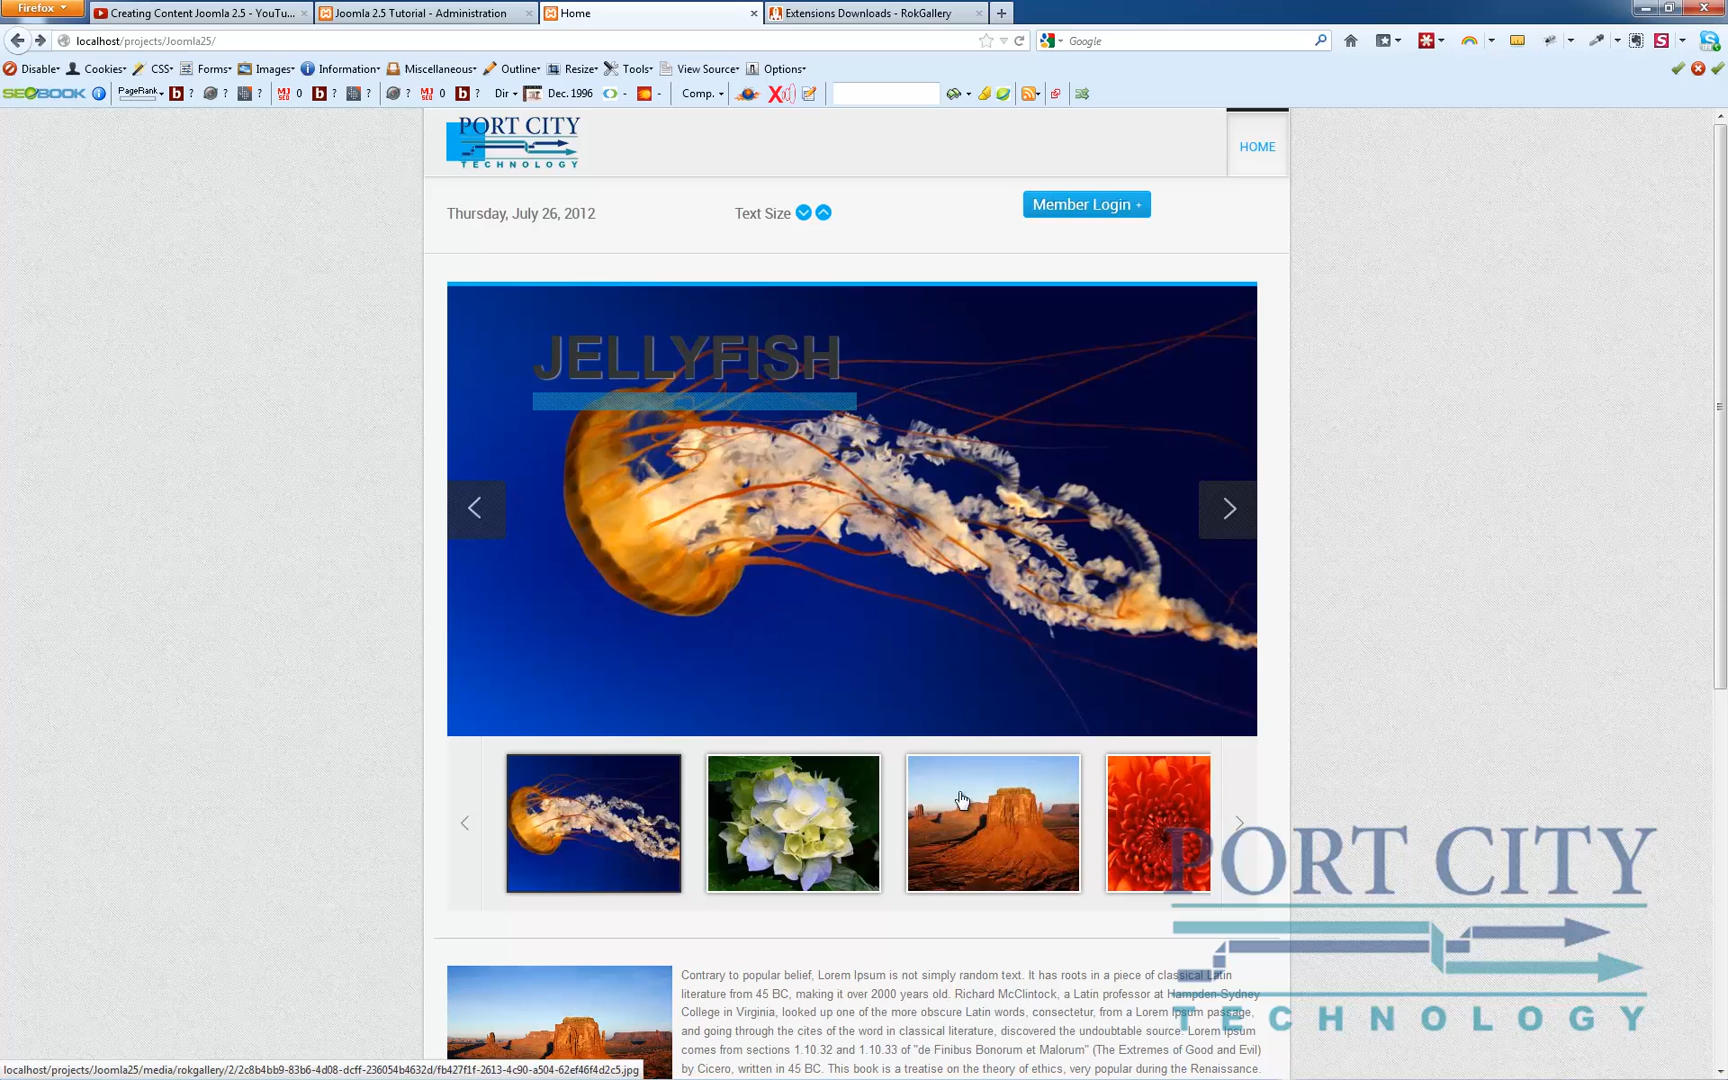 Firefox
Creating Content Joomla 2.5 - YouTu...
Joomla 2.5 Tutorial - Administration
Home
Extensions Downloads - RokGallery
localhost/projects/Joomla25/
Google
Disable
Cookies
CSS
Forms
Images
Information
Miscellaneous
Outline
Resize
Tools
View Source
Options
SEOBOOK
PageRank
b ?
?
?
MJ SEO 0
b ?
?
?
MJ SEO 0
b ?
Dir
Dec. 1996
Comp.
PORT CITY
TECHNOLOGY
HOME
Thursday, July 26, 2012
Text Size
Member Login +
JELLYFISH
Contrary to popular belief, Lorem Ipsum is not simply random text. It has roots in a piece of classical Latin
literature from 45 BC, making it over 2000 years old. Richard McClintock, a Latin professor at Hampden-Sydney
College in Virginia, looked up one of the more obscure Latin words, consectetur, from a Lorem Ipsum passage,
and going through the cites of the word in classical literature, discovered the undoubtable source. Lorem Ipsum
comes from sections 1.10.32 and 1.10.33 of "de Finibus Bonorum et Malorum" (The Extremes of Good and Evil)
by Cicero, written in 45 BC. This book is a treatise on the theory of ethics, very popular during the Renaissance.
PORT CITY
TECHNOLOGY
localhost/projects/Joomla25/media/rokgallery/2/2c8b4bb9-83b6-4d08-dcff-236054b4632d/fb427f1f-2613-4c90-a504-62ef46f4d2c5.jpg